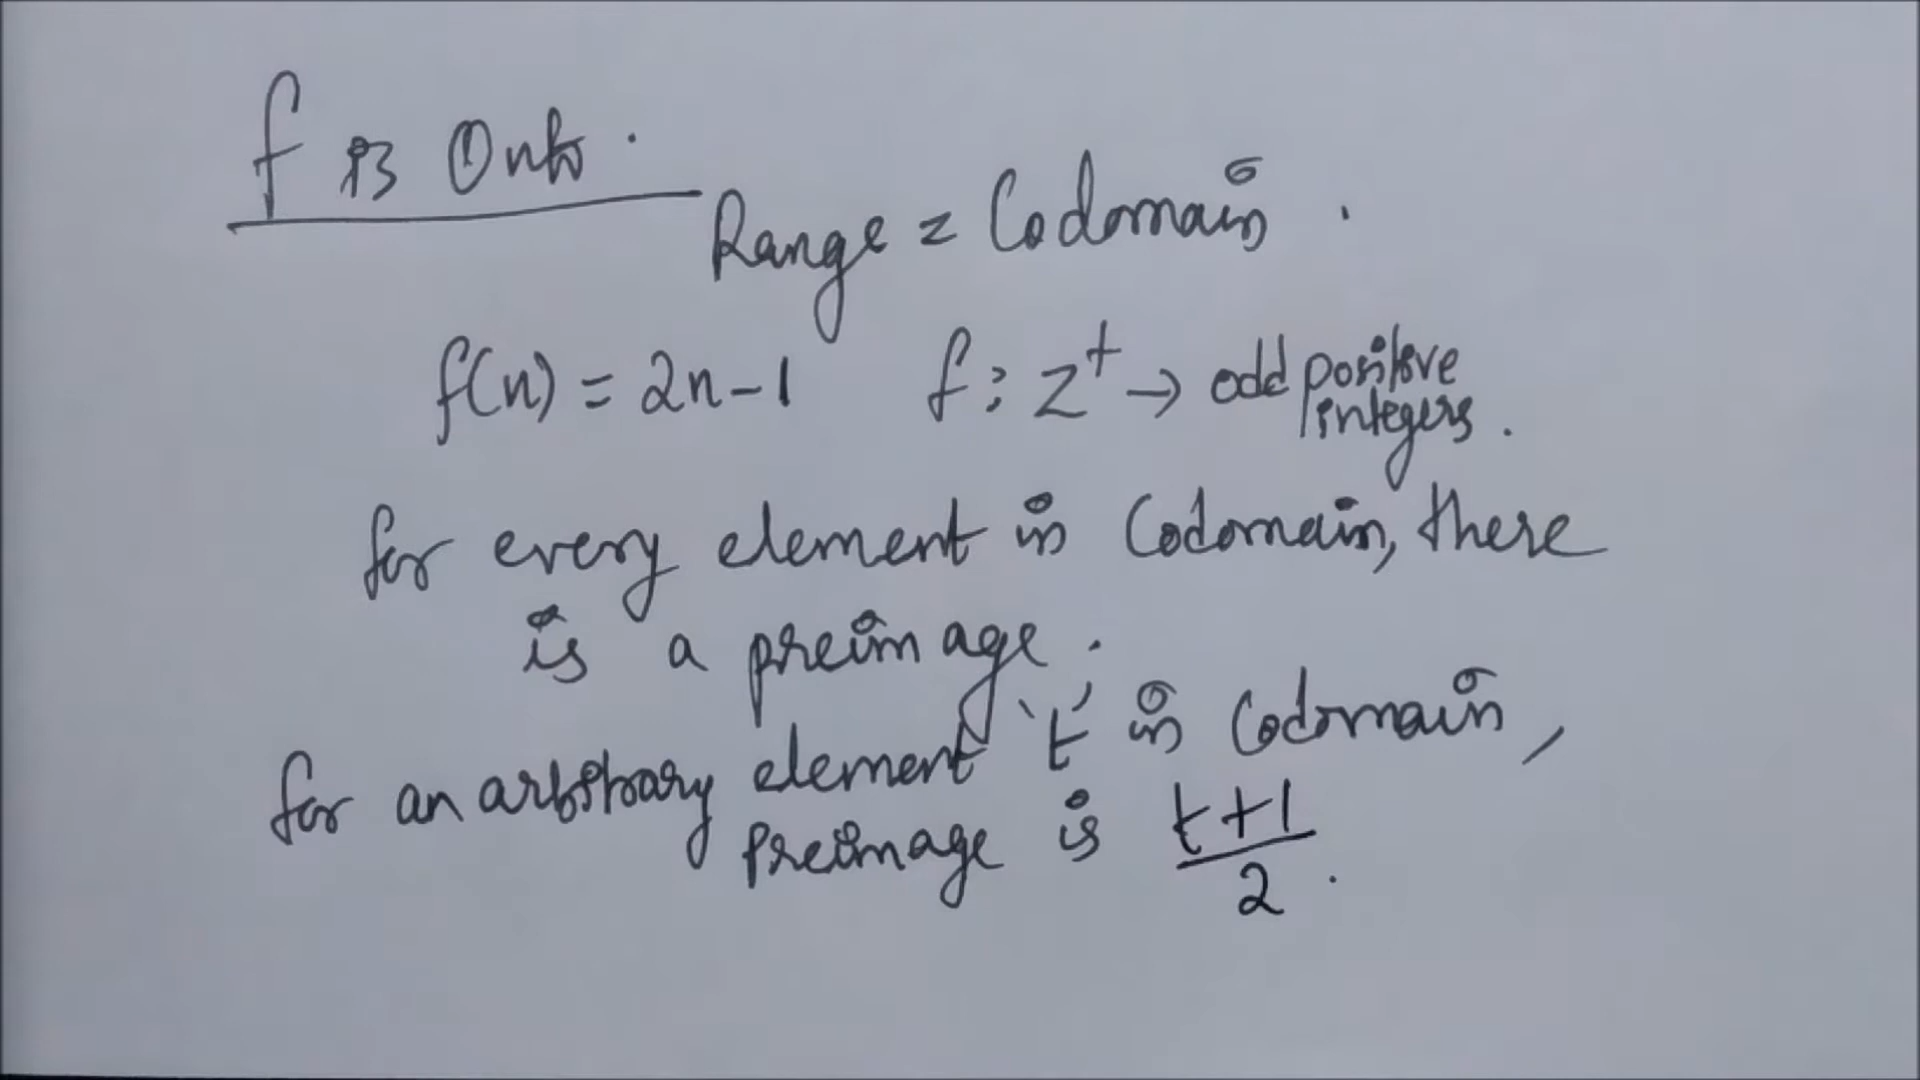 f is Onto.
Range = Codomain.
f(n) = 2n-1 f: Z⁺ → odd positive integers.
for every element in Codomain, there
is a preimage.
for an arbitrary element 't' in Codomain,
preimage is (t+1)/2.